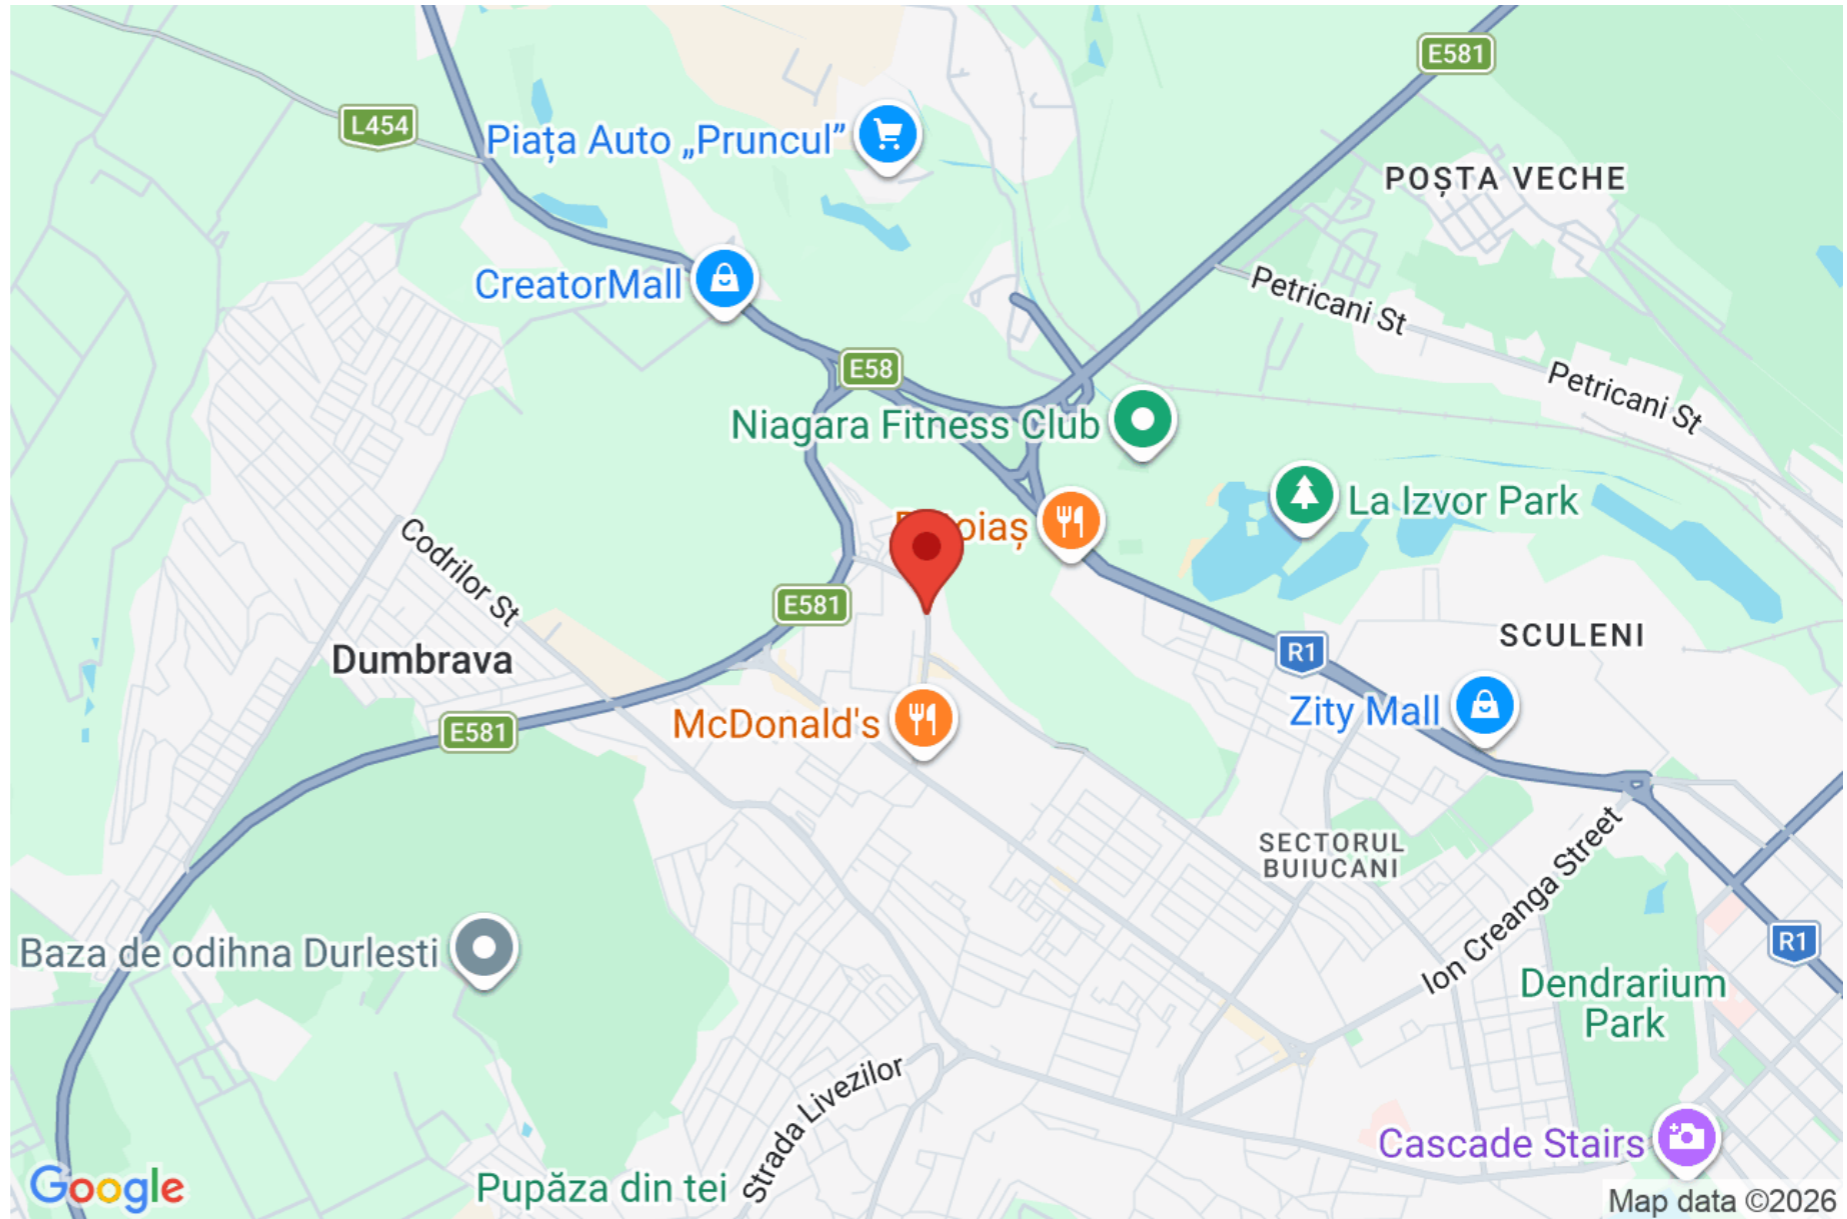 E581
L454
Piața Auto „Pruncul”
POȘTA VECHE
CreatorMall
Petricani St
E58
Petricani St
Niagara Fitness Club
La Izvor Park
Codrilor St
E581
SCULENI
Dumbrava
R1
McDonald's
Zity Mall
E581
SECTORUL
BUIUCANI
Ion Creanga Street
Baza de odihna Durlesti
R1
Dendrarium
Park
Strada Livezilor
Cascade Stairs
Pupăza din tei
Google
Map data ©2026